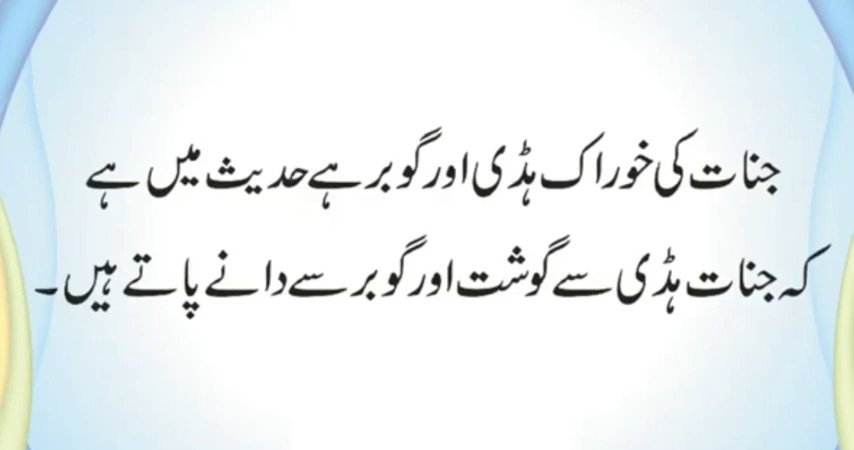 جنات کی خوراک ہڈی اور گوبر ہے حدیث میں ہے
کہ جنات ہڈی سے گوشت اور گوبر سے دانے پاتے ہیں۔